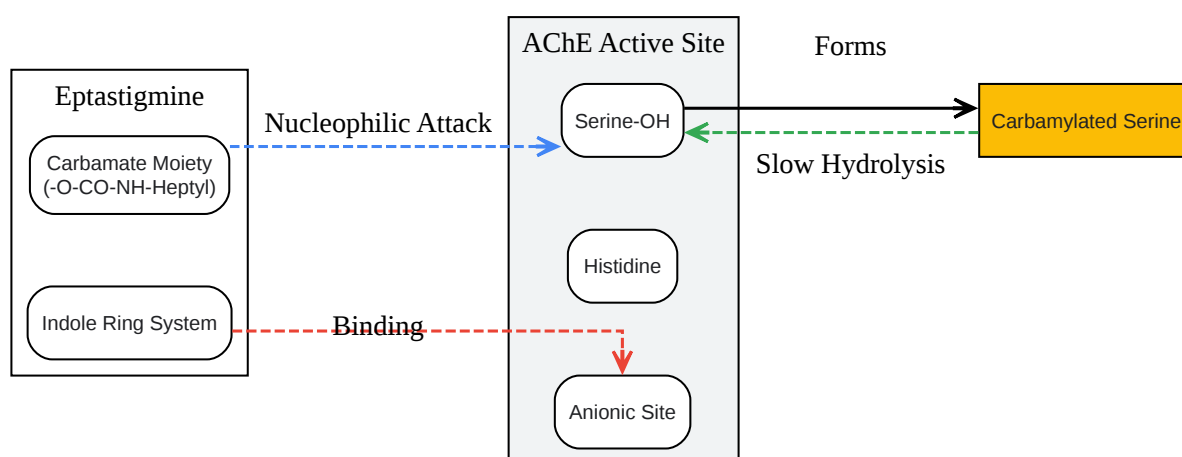 Eptastigmine
Carbamate Moiety
(-O-CO-NH-Heptyl)
Indole Ring System
Nucleophilic Attack
Binding
AChE Active Site
Serine-OH
Histidine
Anionic Site
Forms
Slow Hydrolysis
Carbamylated Serine